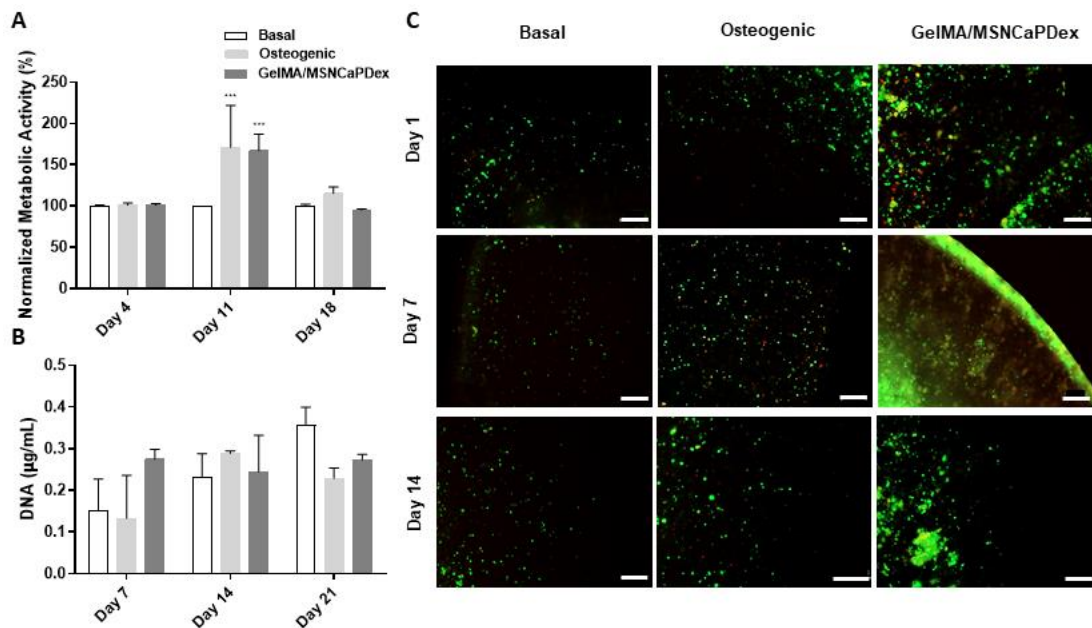 A
Basal
Osteogenic
GelMA/MSNCaPDex
Normalized Metabolic Activity (%)
250
200
150
100
50
0
***
***
Day 4
Day 11
Day 18
B
DNA (µg/mL)
0.5
0.4
0.3
0.2
0.1
0.0
Day 7
Day 14
Day 21
C
Basal
Osteogenic
GelMA/MSNCaPDex
Day 1
Day 7
Day 14